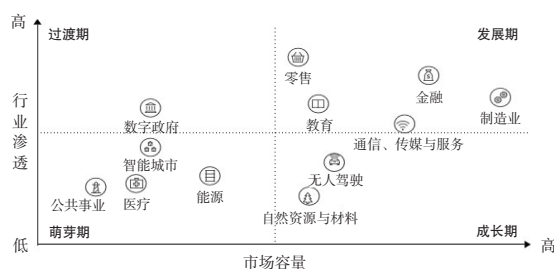 高
过渡期
发展期
零售
金融
制造业
教育
数字政府
通信、传媒与服务
行业渗透
智能城市
无人驾驶
能源
公共事业
医疗
自然资源与材料
萌芽期
成长期
低
高
市场容量